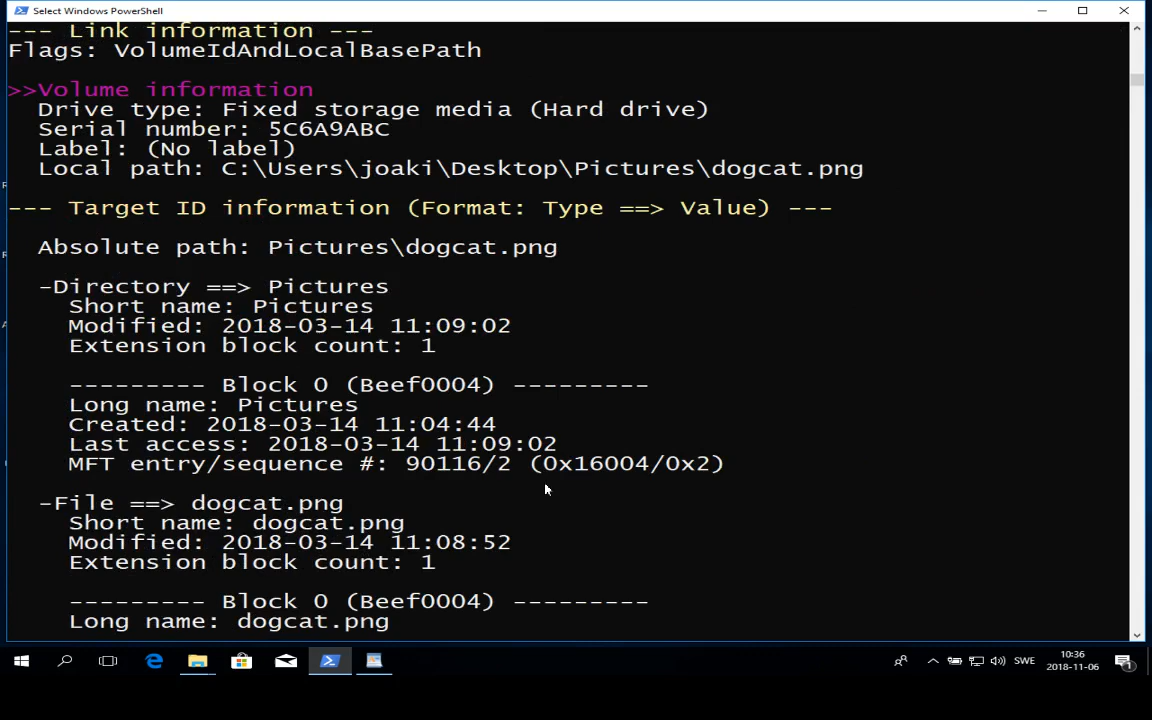 Select Windows PowerShell
--- Link information ---
Flags: VolumeIdAndLocalBasePath
>>Volume information
Drive type: Fixed storage media (Hard drive)
Serial number: 5C6A9ABC
Label: (No label)
Local path: C:\Users\joaki\Desktop\Pictures\dogcat.png
--- Target ID information (Format: Type ==> Value) ---
Absolute path: Pictures\dogcat.png
-Directory ==> Pictures
Short name: Pictures
Modified: 2018-03-14 11:09:02
Extension block count: 1
--------- Block 0 (Beef0004) ---------
Long name: Pictures
Created: 2018-03-14 11:04:44
Last access: 2018-03-14 11:09:02
MFT entry/sequence #: 90116/2 (0x16004/0x2)
-File ==> dogcat.png
Short name: dogcat.png
Modified: 2018-03-14 11:08:52
Extension block count: 1
--------- Block 0 (Beef0004) ---------
Long name: dogcat.png
SWE
10:36
2018-11-06
1